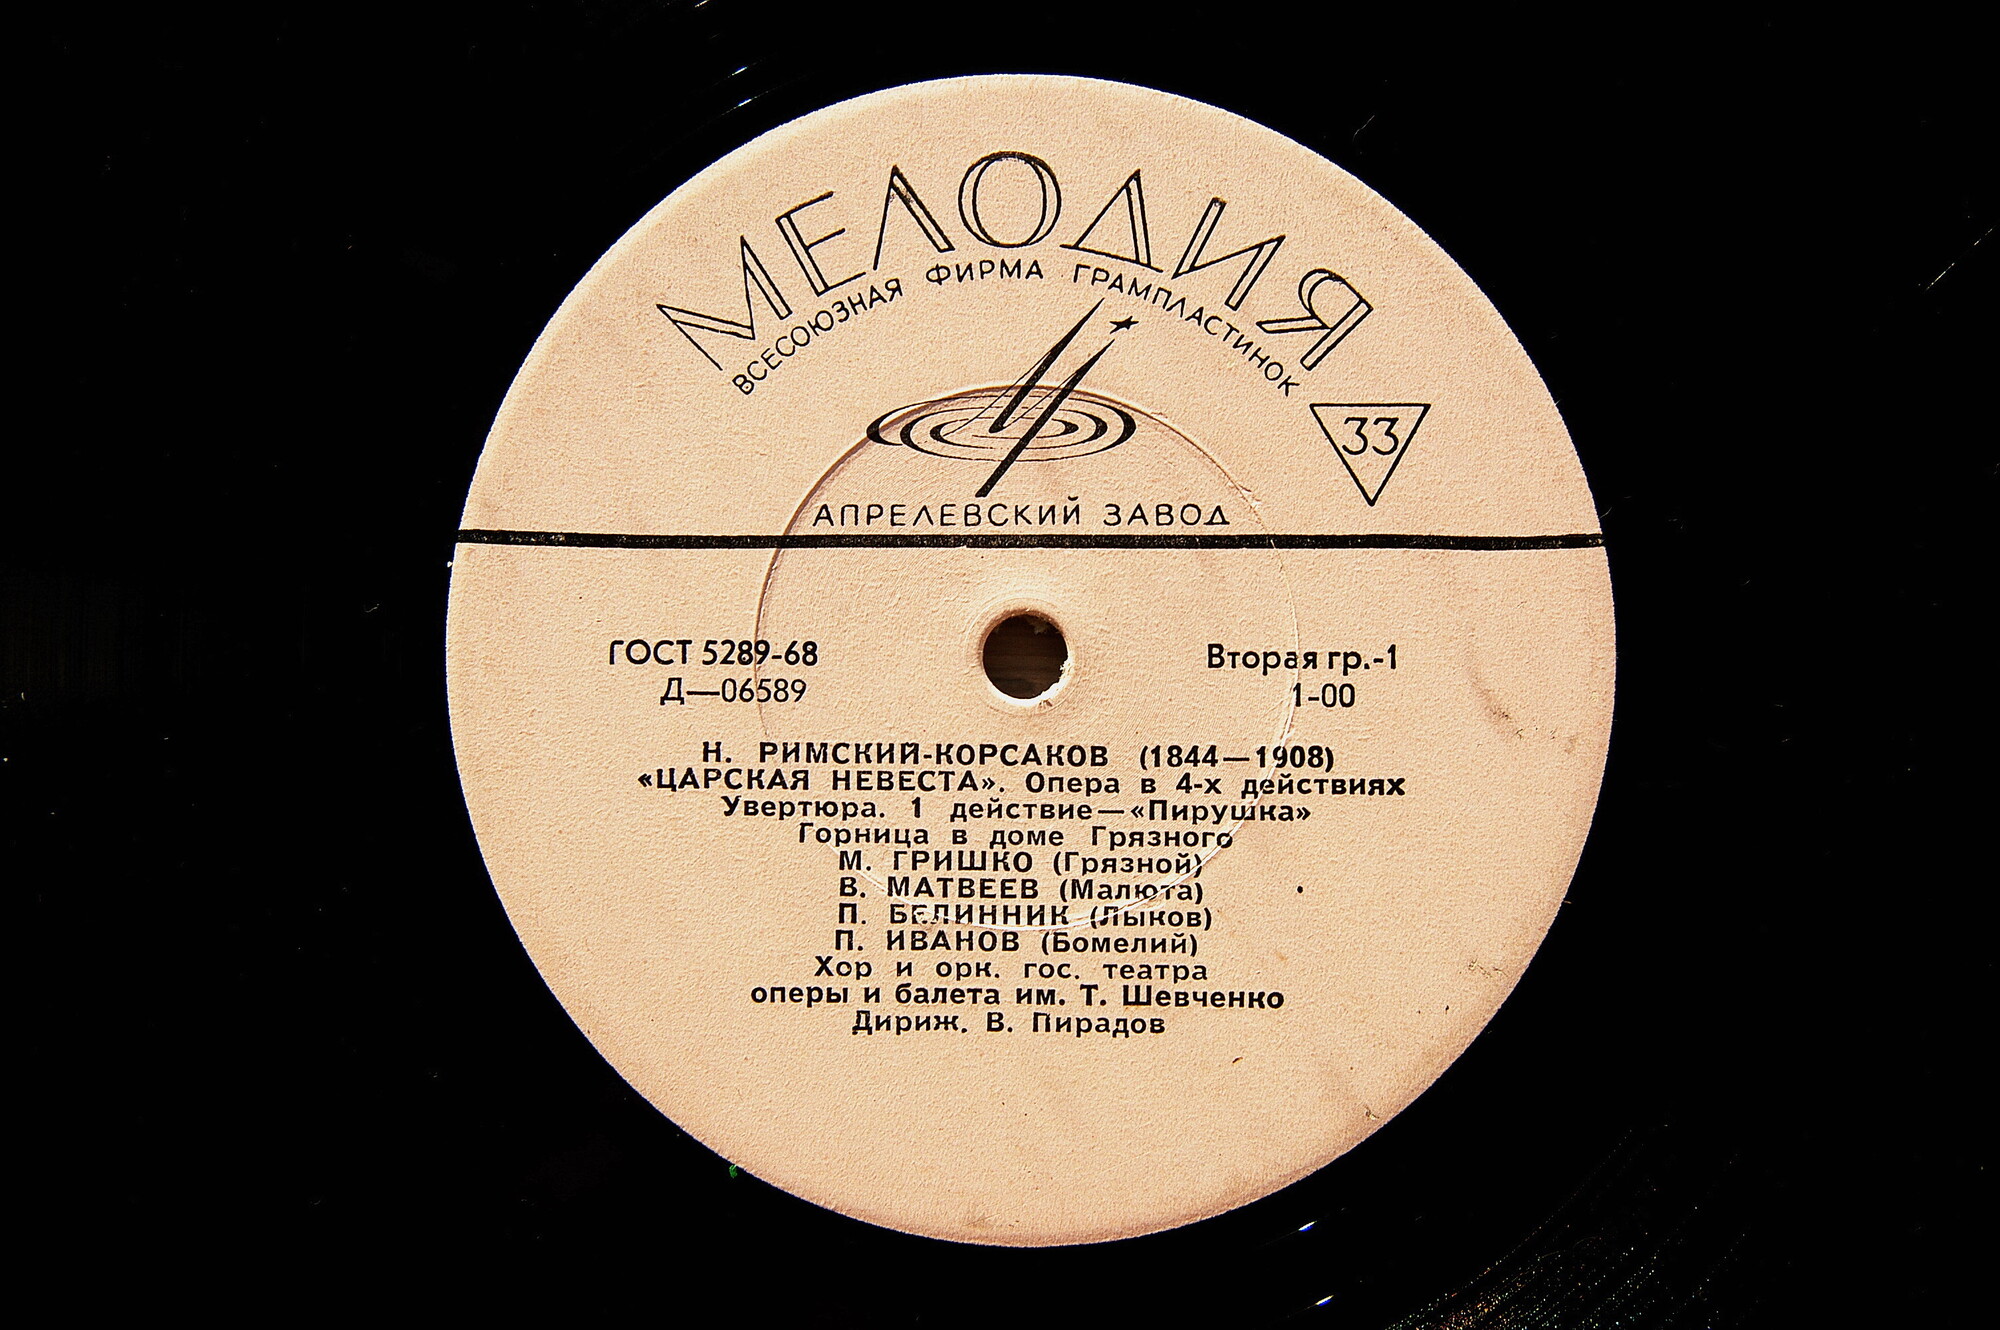 МЕЛОДИЯ
ВСЕСОЮЗНАЯ ФИРМА ГРАМПЛАСТИНОК
33
АПРЕЛЕВСКИЙ ЗАВОД
ГОСТ 5289-68
Д—06589
Вторая гр.-1
1-00
Н. РИМСКИЙ-КОРСАКОВ (1844—1908)
«ЦАРСКАЯ НЕВЕСТА». Опера в 4-х действиях
Увертюра. 1 действие—«Пирушка»
Горница в доме Грязного
М. ГРИШКО (Грязной)
В. МАТВЕЕВ (Малюта)
П. БЕЛИННИК (Лыков)
П. ИВАНОВ (Бомелий)
Хор и орк. гос. театра
оперы и балета им. Т. Шевченко
Дириж. В. Пирадов